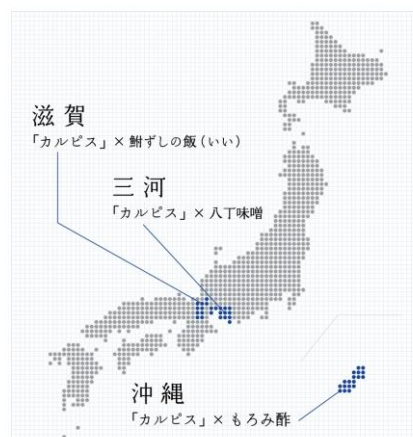 滋賀
「カルピス」× 鮒ずしの飯(いい)
三河
「カルピス」× 八丁味噌
沖縄
「カルピス」× もろみ酢